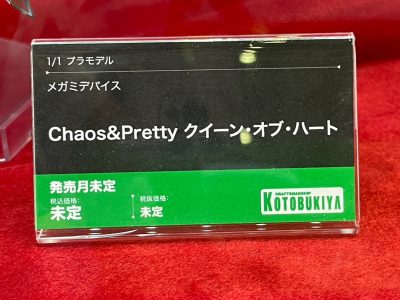 1/1 プラモデル
メガミデバイス
Chaos&Pretty クイーン・オブ・ハート
発売月未定
税込価格:
未定
税抜価格:
未定
CRAFTSMANSHIP
KOTOBUKIYA